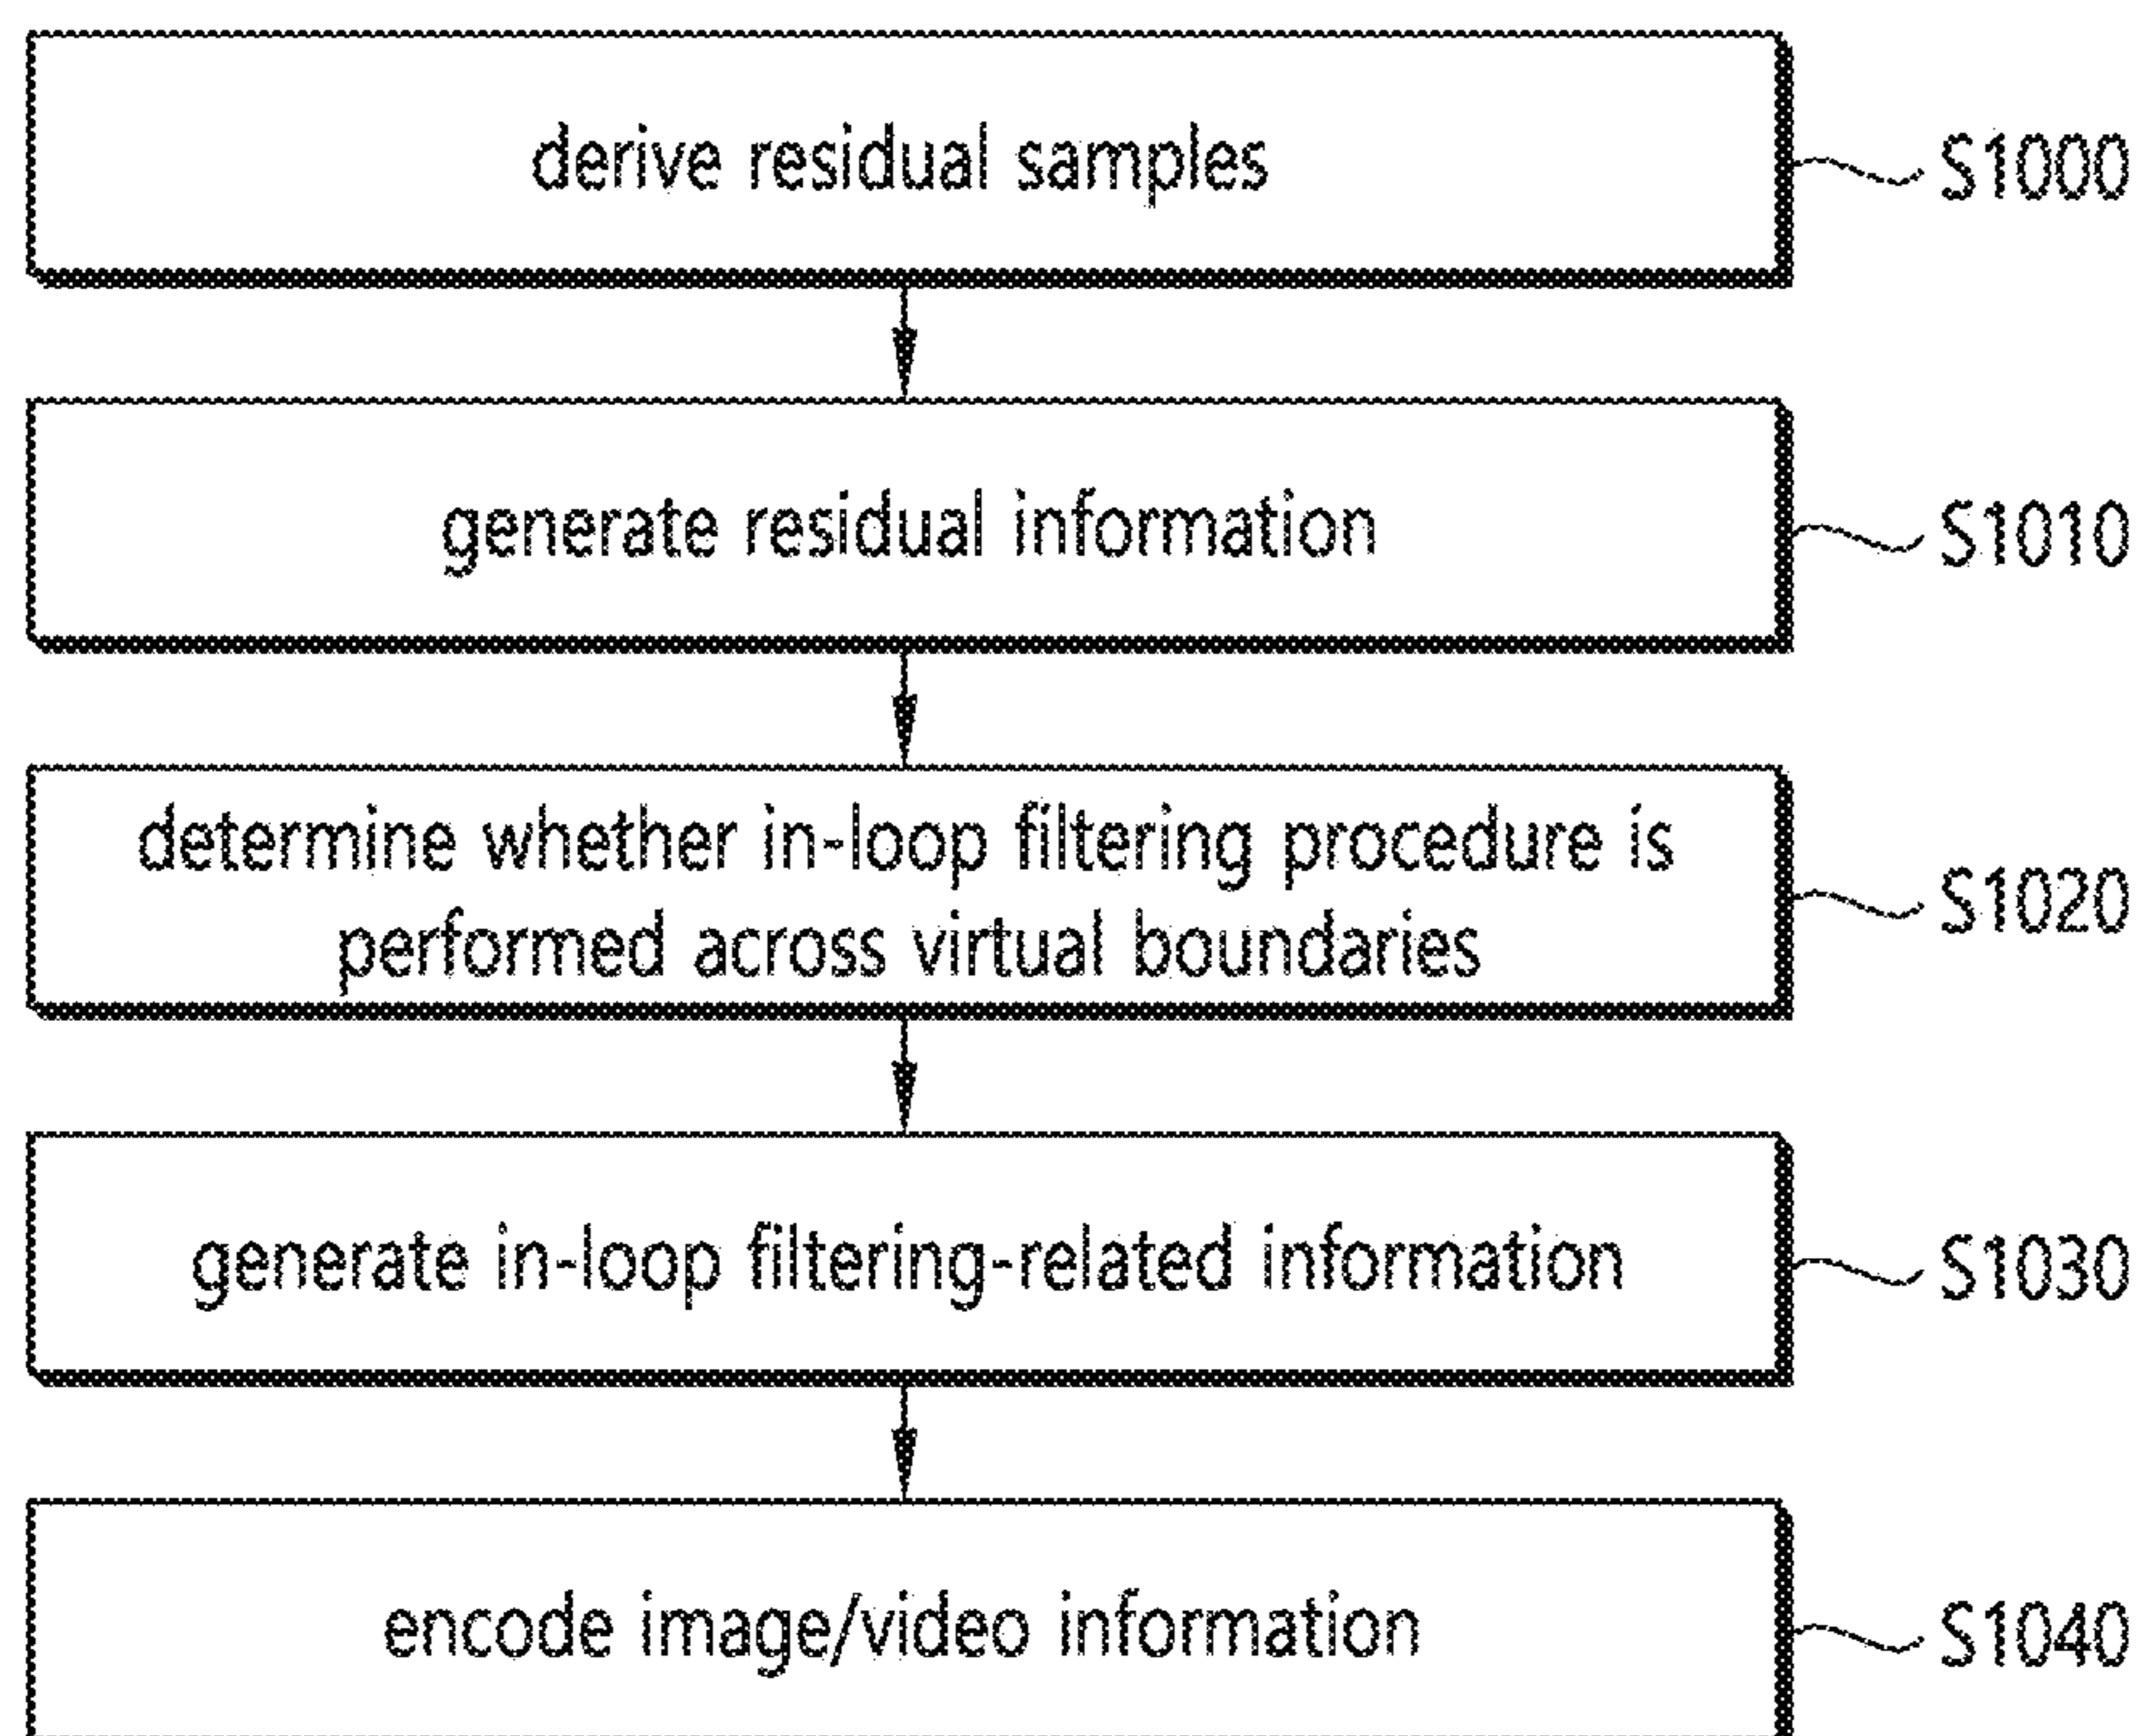 derive residual samples
S1000
generate residual information
S1010
determine whether in-loop filtering procedure is
performed across virtual boundaries
S1020
generate in-loop filtering-related information
S1030
encode image/video information
S1040